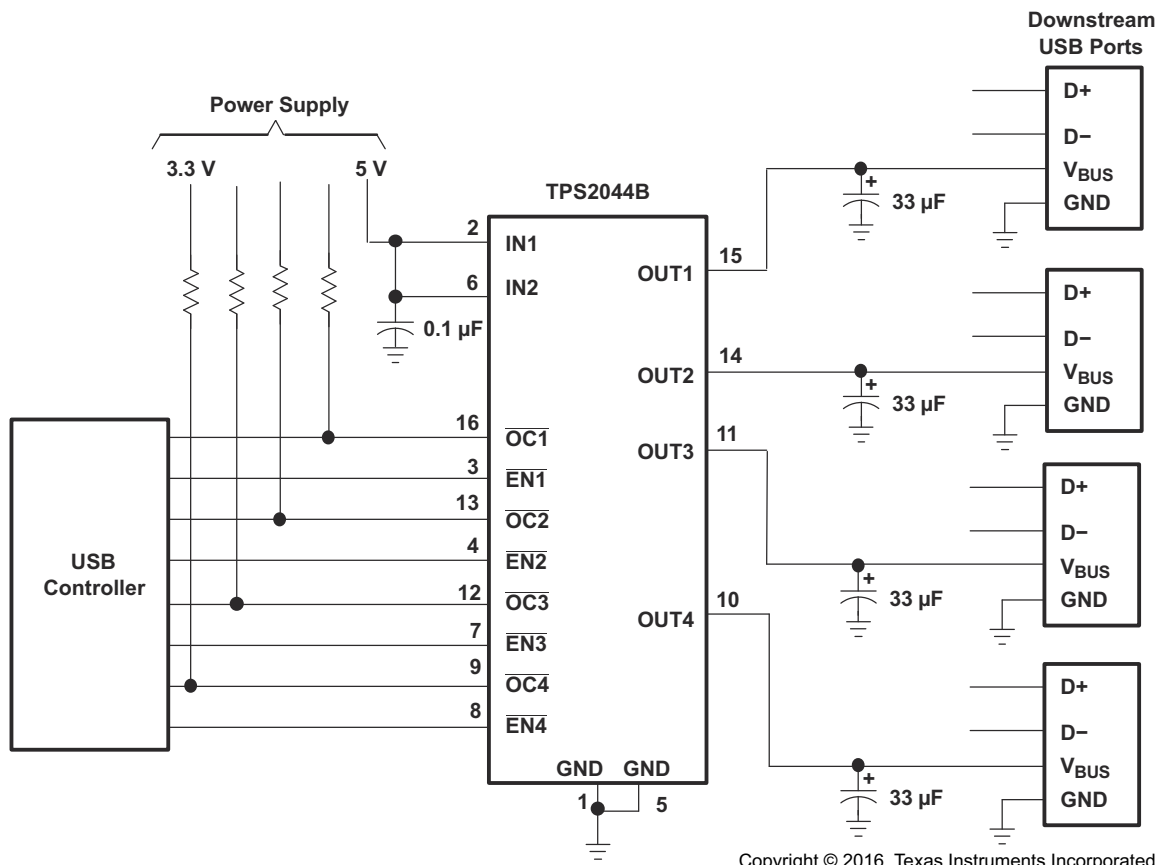 Downstream
USB Ports
Power Supply
3.3 V
5 V
TPS2044B
2
IN1
6
IN2
0.1 µF
16
OC1
3
EN1
13
OC2
4
EN2
12
OC3
7
EN3
9
OC4
8
EN4
USB
Controller
GND GND
1
5
OUT1
15
OUT2
14
OUT3
11
OUT4
10
D+
D−
VBUS
GND
33 µF
D+
D−
VBUS
GND
33 µF
D+
D−
VBUS
GND
33 µF
D+
D−
VBUS
GND
33 µF
Copyright © 2016, Texas Instruments Incorporated